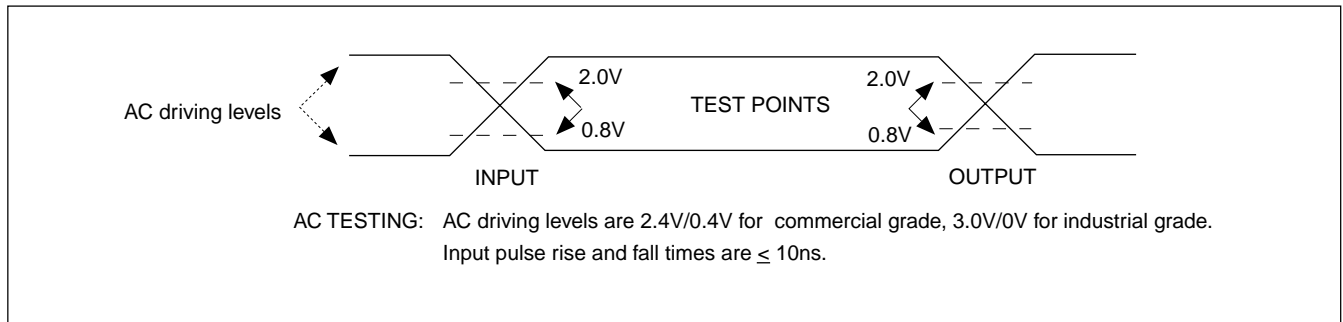 2.0V
2.0V
AC driving levels
TEST POINTS
0.8V
0.8V
INPUT
OUTPUT
AC TESTING: AC driving levels are 2.4V/0.4V for commercial grade, 3.0V/0V for industrial grade.
Input pulse rise and fall times are ≤ 10ns.